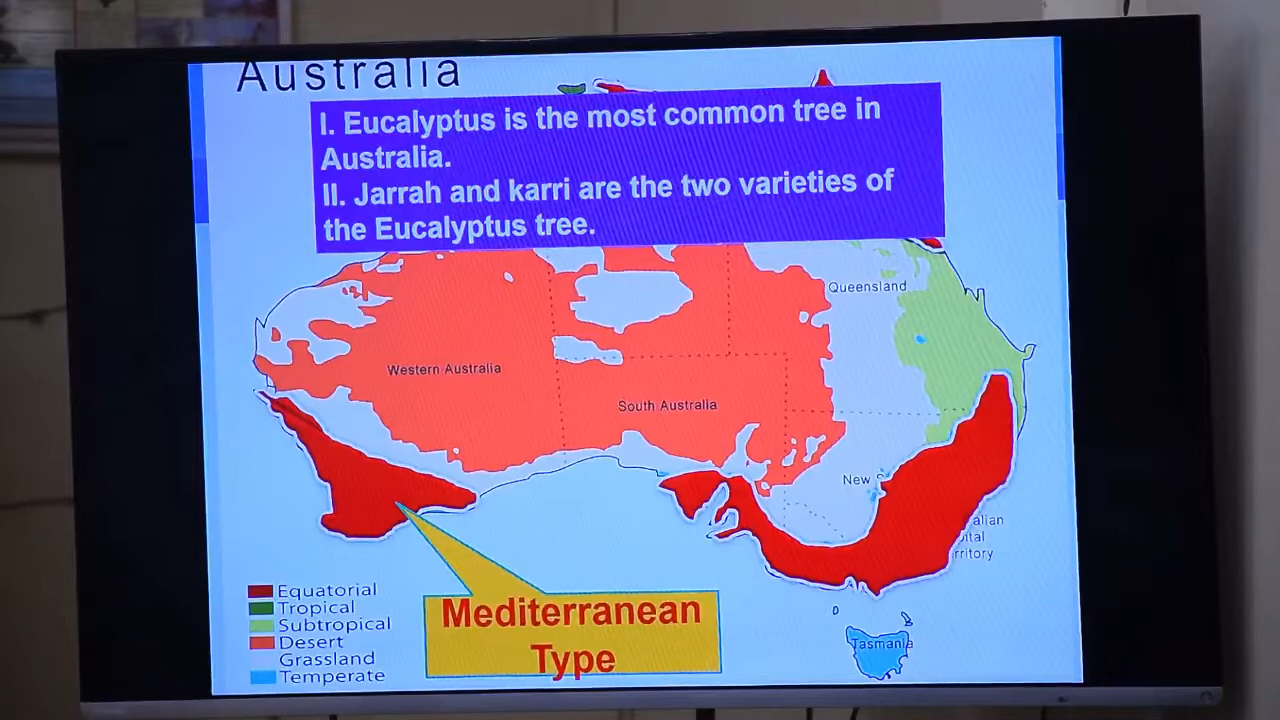 Australia
I. Eucalyptus is the most common tree in
Australia.
II. Jarrah and karri are the two varieties of
the Eucalyptus tree.
Queensland
Western Australia
South Australia
New
alian
ital
rritory
Equatorial
Tropical
Subtropical
Desert
Grassland
Temperate
Mediterranean
Type
Tasmania